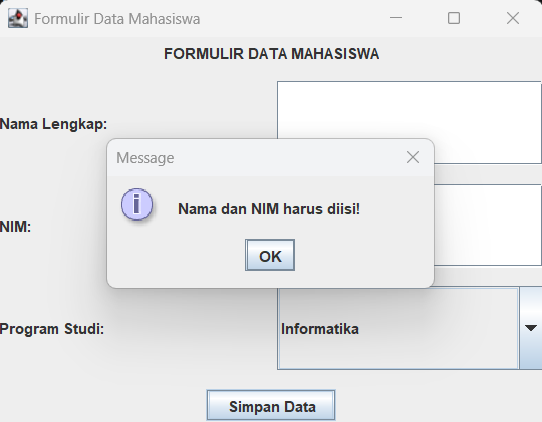 Formulir Data Mahasiswa
FORMULIR DATA MAHASISWA
Nama Lengkap:
Message
i
Nama dan NIM harus diisi!
OK
NIM:
Program Studi:
Informatika
Simpan Data